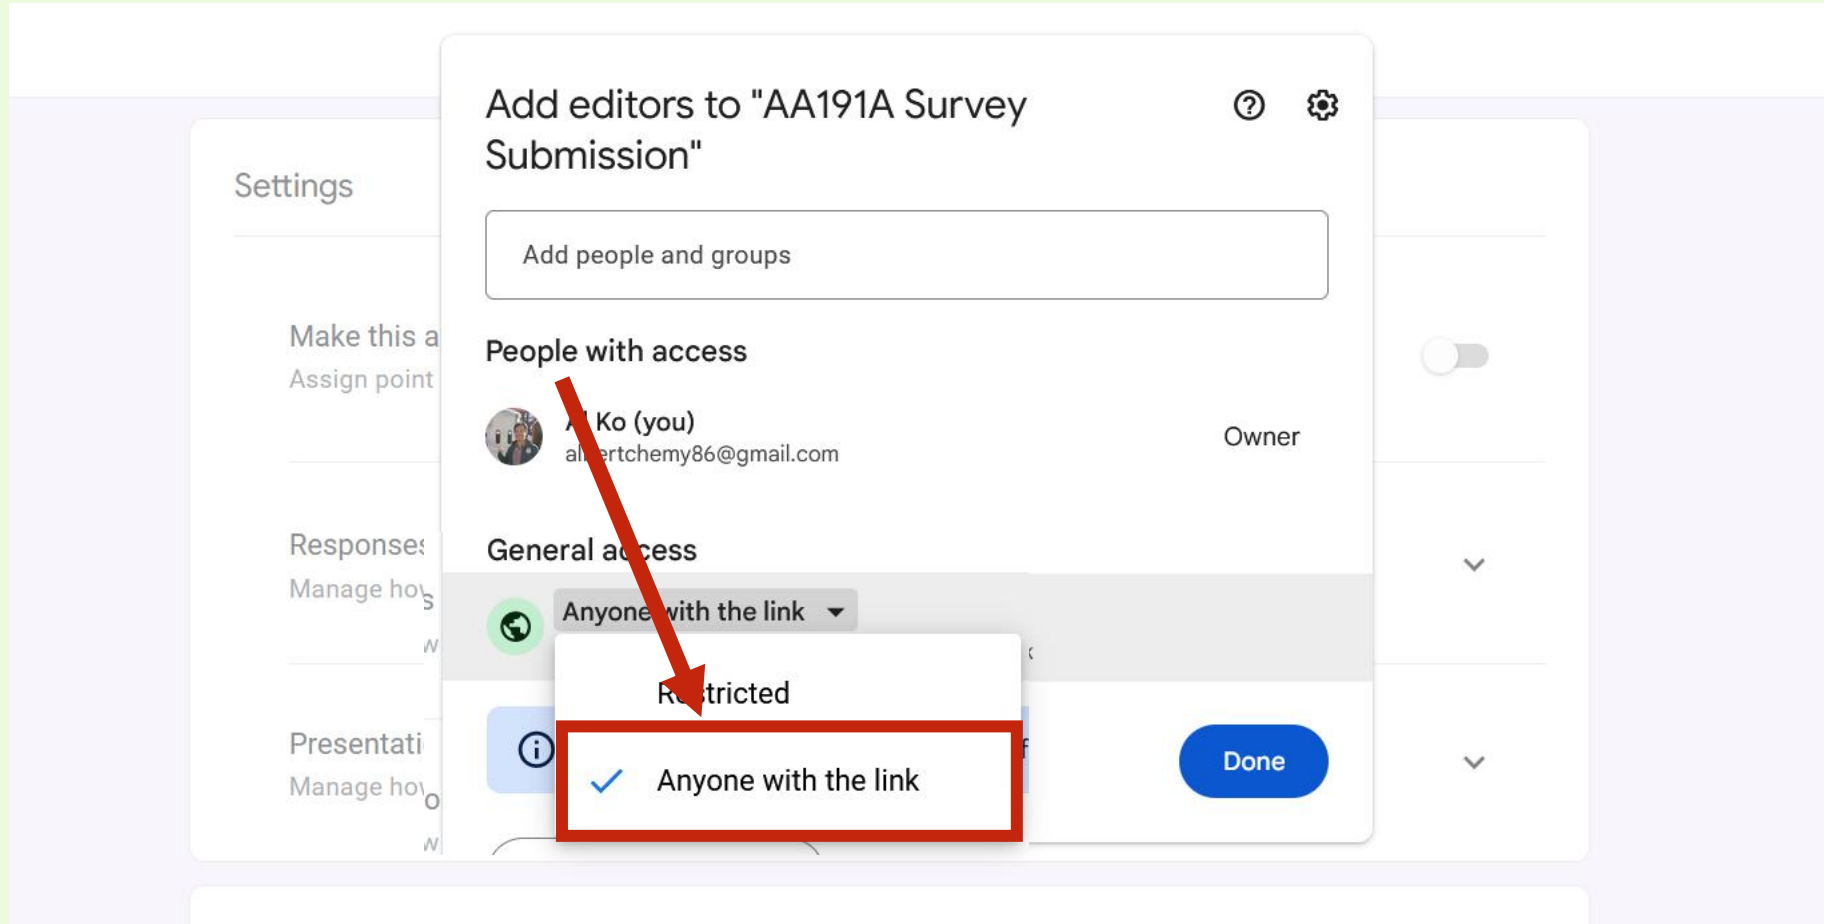 Add editors to "AA191A Survey
Submission"
Settings
Add people and groups
Make this a
Assign point
People with access
Ko (you)
albertchemy86@gmail.com
Owner
Responses
Manage how
s
w
General access
Anyone with the link
Restricted
Presentati
Manage how
o
w
Anyone with the link
f
Done